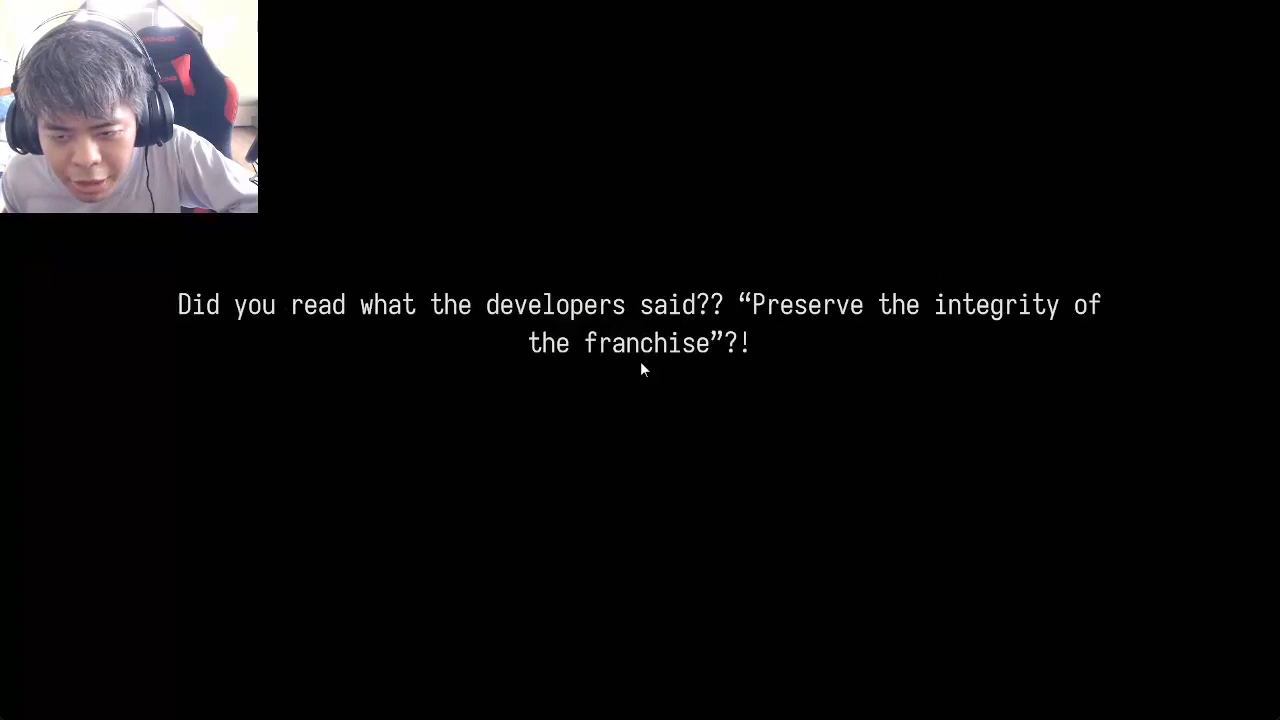 Did you read what the developers said?? “Preserve the integrity of
the franchise”?!